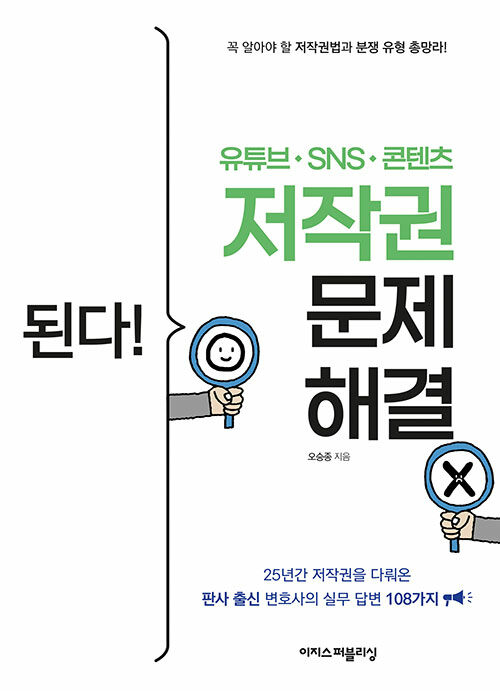 꼭 알아야 할 저작권법과 분쟁 유형 총망라!
유튜브・SNS・콘텐츠
저작권
문제
해결
된다!
오승종 지음
25년간 저작권을 다뤄온
판사 출신 변호사의 실무 답변 108가지
이지스퍼블리싱